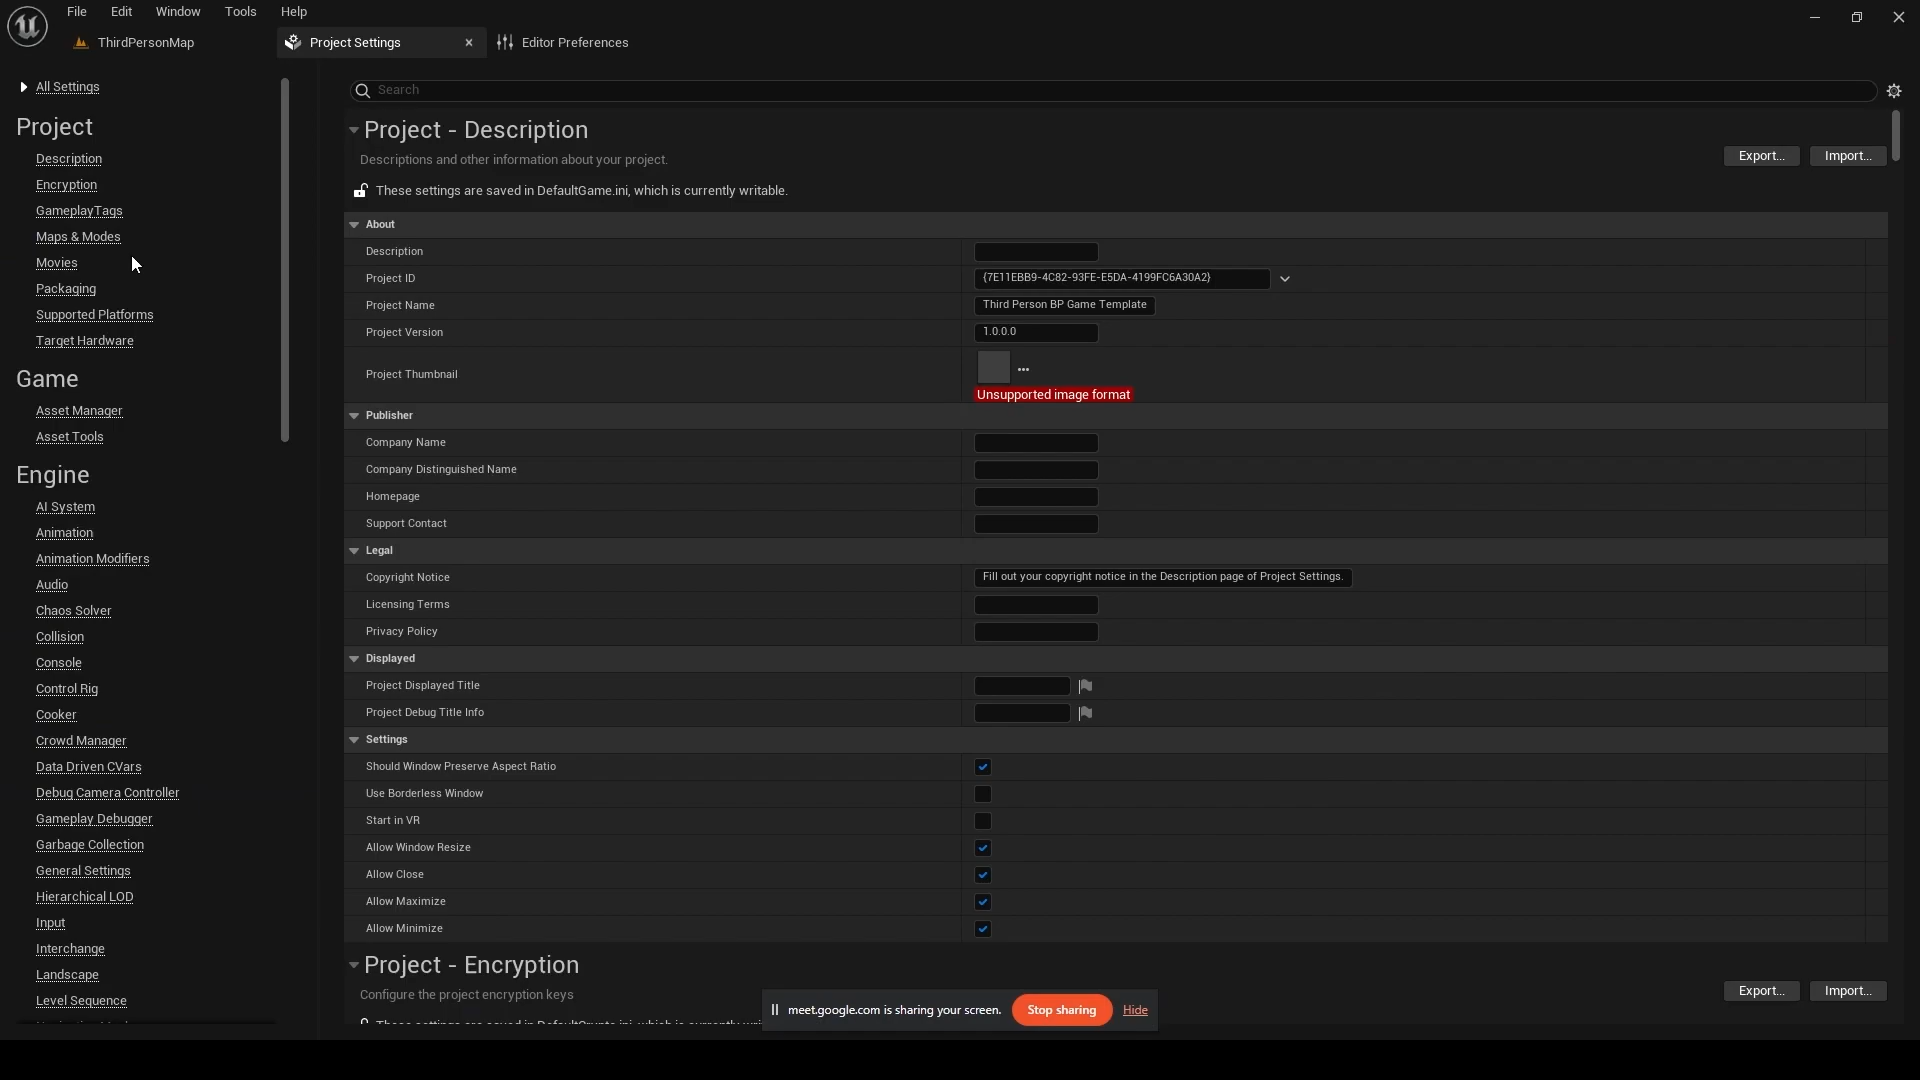 File Edit Window Tools Help
ThirdPersonMap
Project Settings
Editor Preferences
All Settings
Project
Description
Encryption
GameplayTags
Maps & Modes
Movies
Packaging
Supported Platforms
Target Hardware
Game
Asset Manager
Asset Tools
Engine
AI System
Animation
Animation Modifiers
Audio
Chaos Solver
Collision
Console
Control Rig
Cooker
Crowd Manager
Data Driven CVars
Debug Camera Controller
Gameplay Debugger
Garbage Collection
General Settings
Hierarchical LOD
Input
Interchange
Landscape
Level Sequence
Search
Project - Description
Descriptions and other information about your project.
Export... Import...
These settings are saved in DefaultGame.ini, which is currently writable.
About
Description
Project ID {7E11EBB9-4C82-93FE-E5DA-4199FC6A30A2}
Project Name Third Person BP Game Template
Project Version 1.0.0.0
Project Thumbnail
Unsupported image format
Publisher
Company Name
Company Distinguished Name
Homepage
Support Contact
Legal
Copyright Notice Fill out your copyright notice in the Description page of Project Settings.
Licensing Terms
Privacy Policy
Displayed
Project Displayed Title
Project Debug Title Info
Settings
Should Window Preserve Aspect Ratio
Use Borderless Window
Start in VR
Allow Window Resize
Allow Close
Allow Maximize
Allow Minimize
Project - Encryption
Configure the project encryption keys
Export... Import...
These settings are saved in DefaultCrypto.ini, which is currently
meet.google.com is sharing your screen. Stop sharing Hide